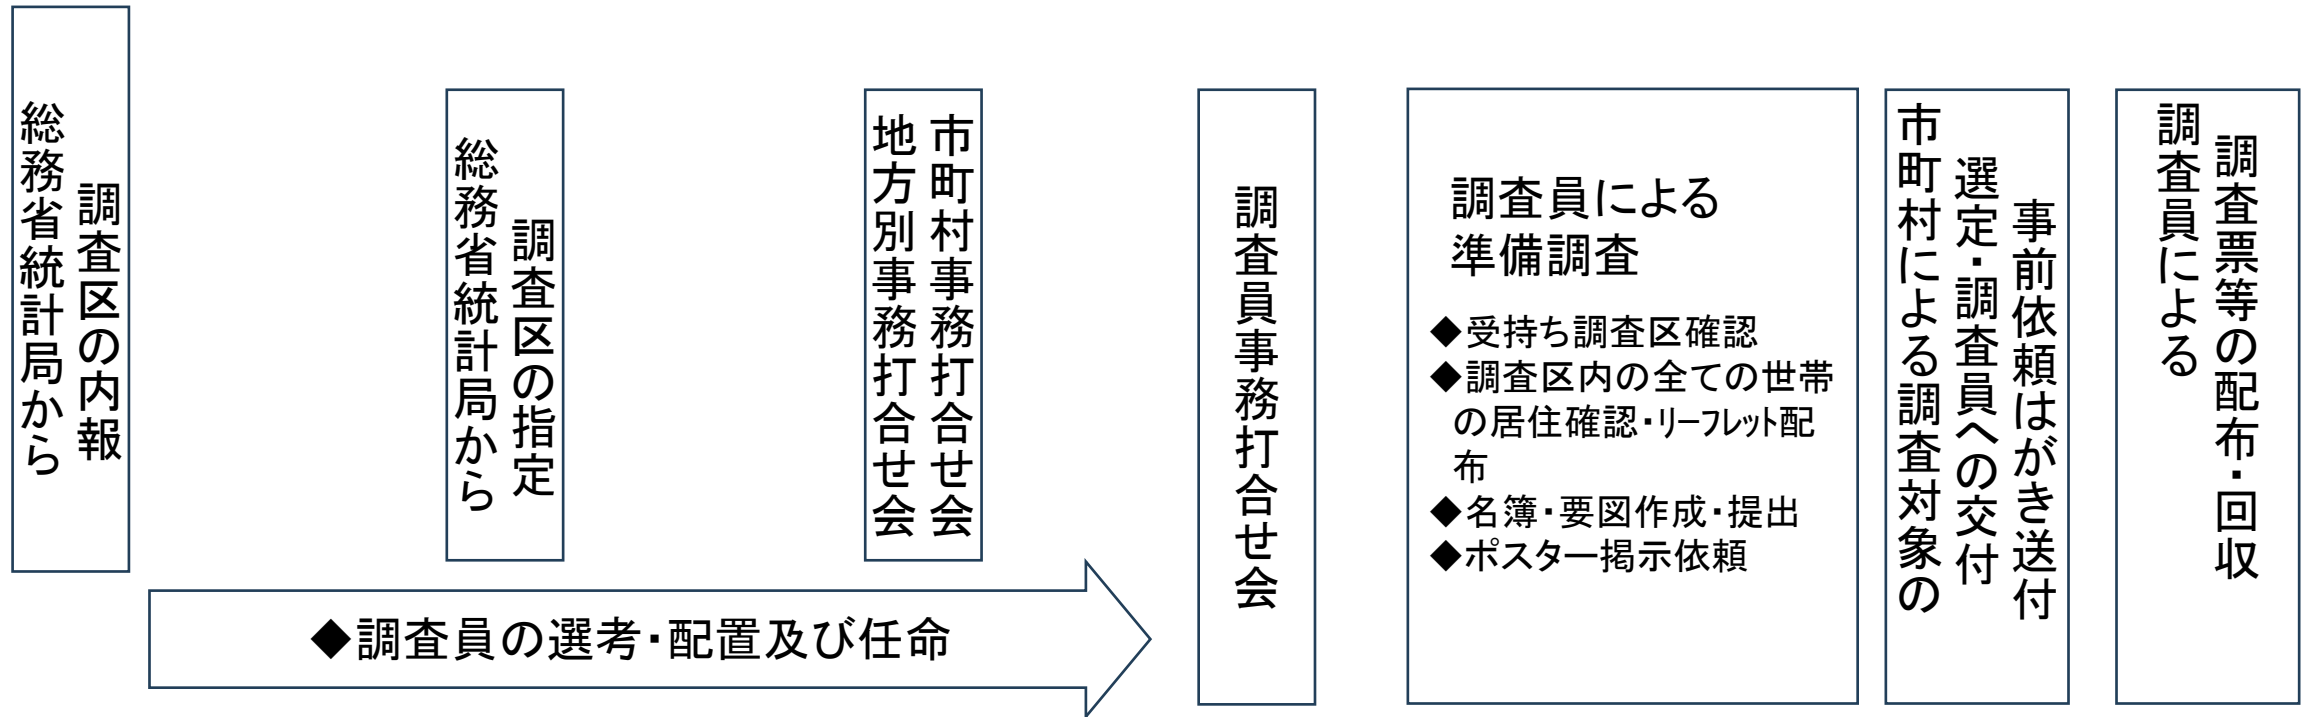 総務省統計局から
調査区の内報
総務省統計局から
調査区の指定
地方別事務打合せ会
市町村事務打合せ会
◆調査員の選考・配置及び任命
調査員事務打合せ会
調査員による
準備調査
◆受持ち調査区確認
◆調査区内の全ての世帯
の居住確認・リーフレット配
布
◆名簿・要図作成・提出
◆ポスター掲示依頼
市町村による調査対象の
選定・調査員への交付
事前依頼はがき送付
調査員による
調査票等の配布・回収